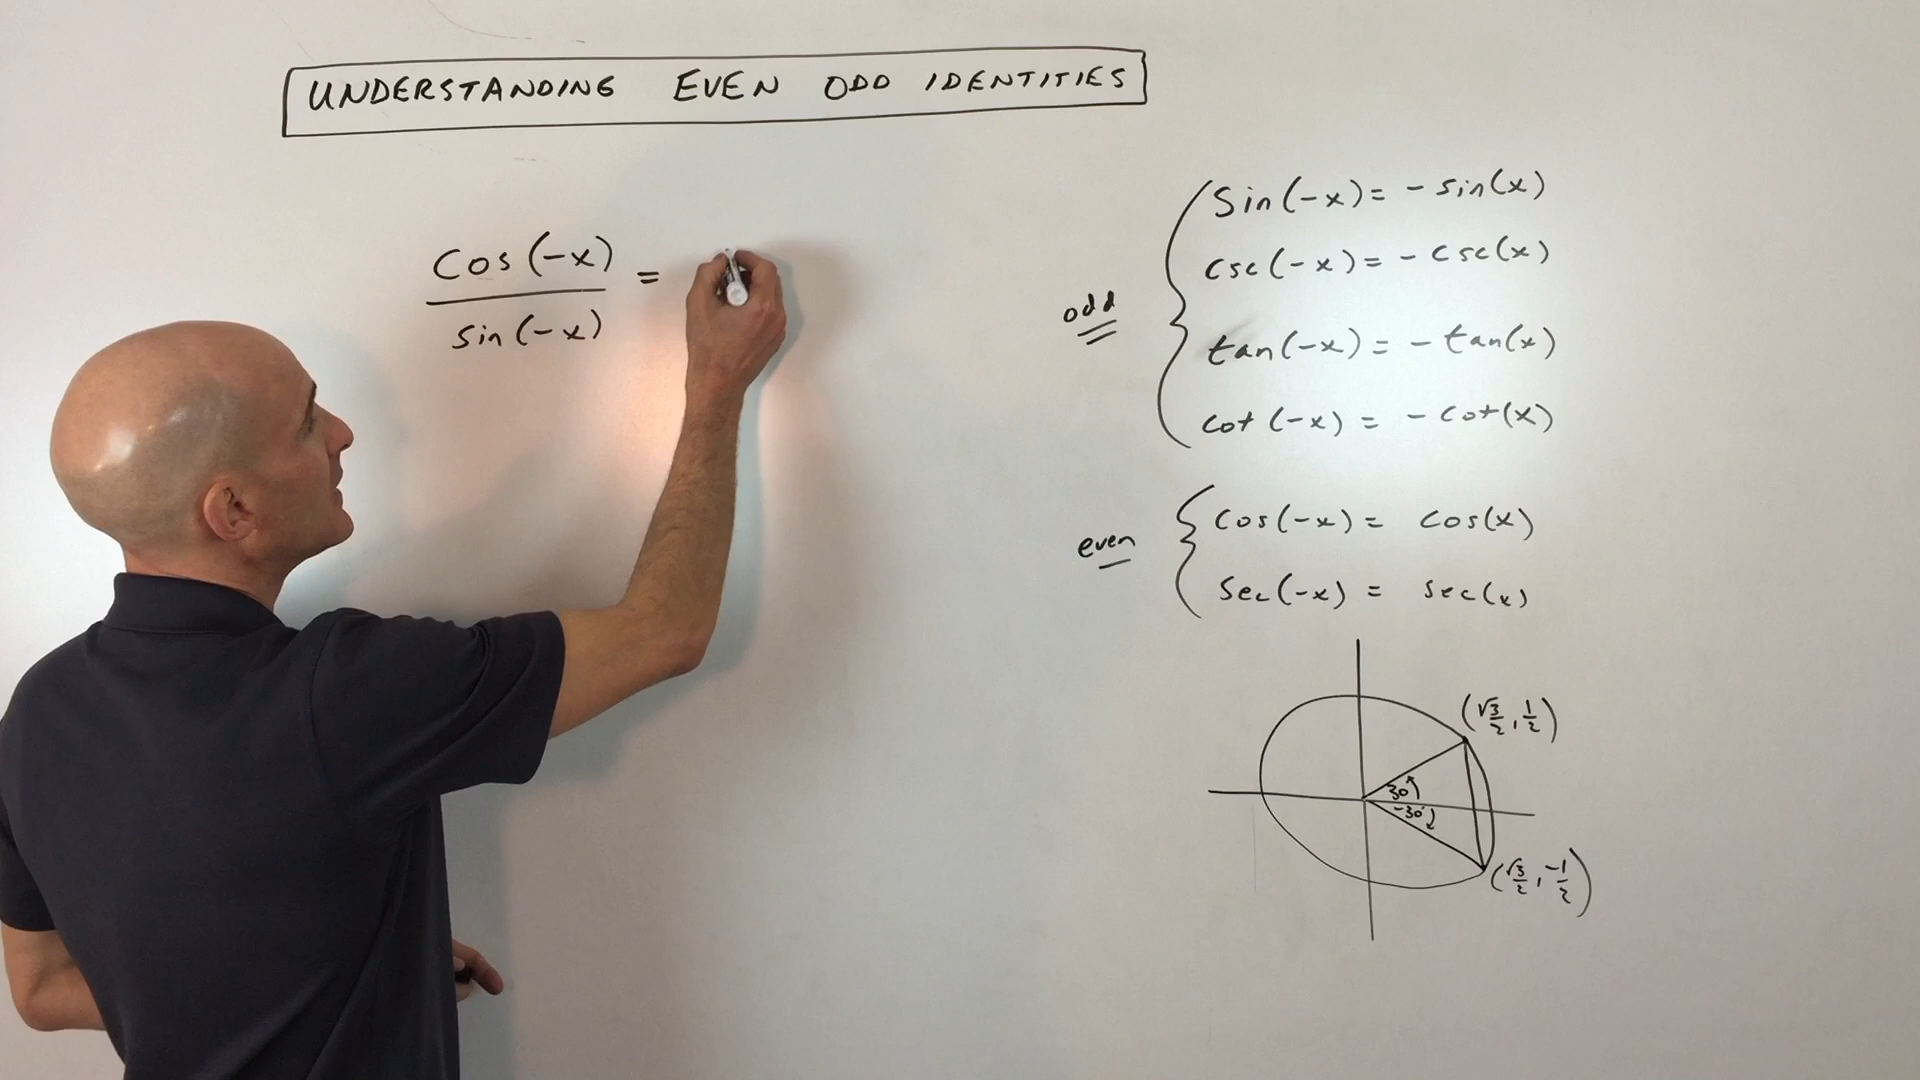 UNDERSTANDING EVEN ODD IDENTITIES
cos(-x) =
sin(-x)
odd
sin(-x) = -sin(x)
csc(-x) = -csc(x)
tan(-x) = -tan(x)
cot(-x) = -cot(x)
even
cos(-x) = cos(x)
sec(-x) = sec(x)
(√3/2, 1/2)
30°
-30°
(√3/2, -1/2)